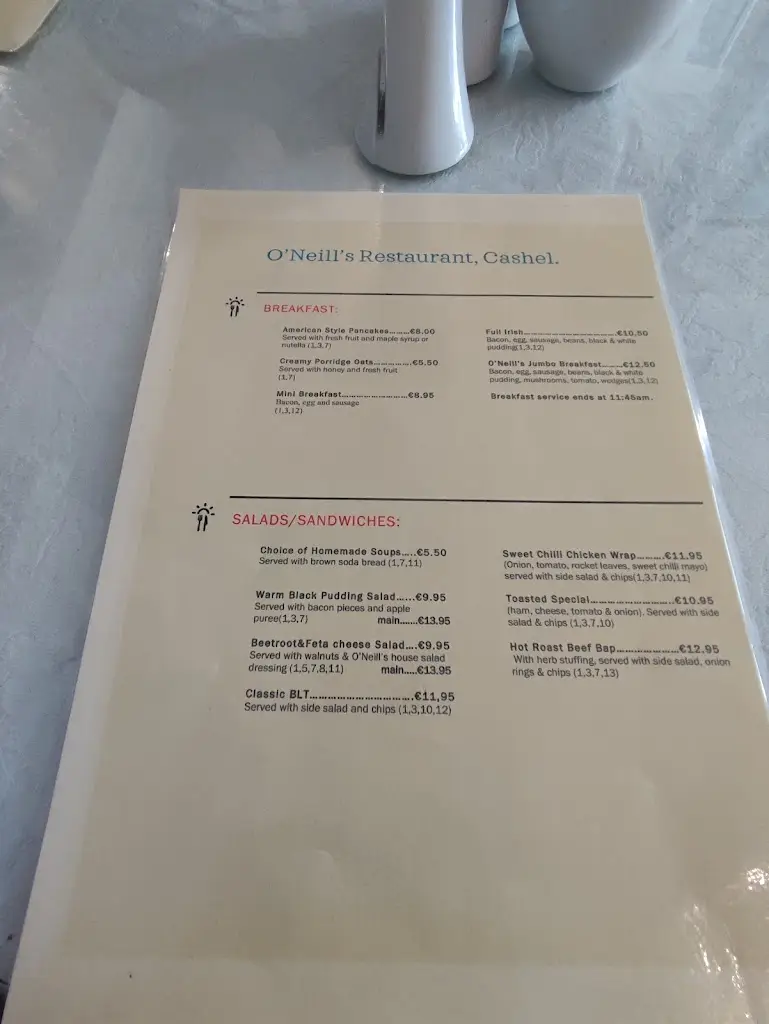 O'Neill's Restaurant, Cashel.
BREAKFAST:
American Style Pancakes.........€8.00
Served with fresh fruit and maple syrup or
nutella (1,3,7)
Creamy Porridge Oats.................€5.50
Served with honey and fresh fruit
(1,7)
Mini Breakfast...........................€8.95
Bacon, egg and sausage
(1,3,12)
Full Irish.....................................€10.50
Bacon, egg, sausage, beans, black & white
pudding(1,3,12)
O'Neill's Jumbo Breakfast.......€12.50
Bacon, egg, sausage, beans, black & white
pudding, mushrooms, tomato, wedges(1,3,12)
Breakfast service ends at 11:45am.
SALADS/SANDWICHES:
Choice of Homemade Soups.....€5.50
Served with brown soda bread (1,7,11)
Warm Black Pudding Salad......€9.95
Served with bacon pieces and apple
puree(1,3,7) main.......€13.95
Beetroot&Feta cheese Salad....€9.95
Served with walnuts & O'Neill's house salad
dressing (1,5,7,8,11) main....€13.95
Classic BLT.................................€11,95
Served with side salad and chips (1,3,10,12)
Sweet Chilli Chicken Wrap..........€11.95
(Onion, tomato, rocket leaves, sweet chilli mayo)
served with side salad & chips(1,3,7,10,11)
Toasted Special........................€10.95
(ham, cheese, tomato & onion). Served with side
salad & chips (1,3,7,10)
Hot Roast Beef Bap..................€12.95
With herb stuffing, served with side salad, onion
rings & chips (1,3,7,13)